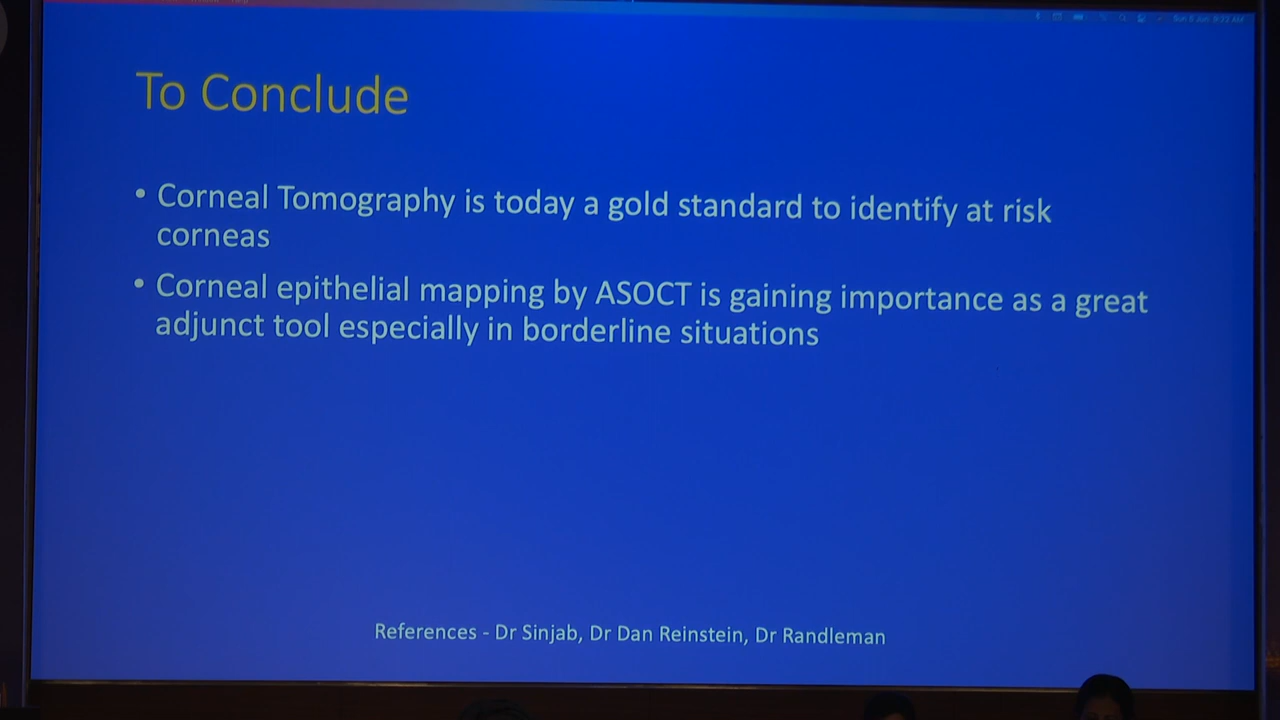 To Conclude
• Corneal Tomography is today a gold standard to identify at risk
corneas
• Corneal epithelial mapping by ASOCT is gaining importance as a great
adjunct tool especially in borderline situations
References - Dr Sinjab, Dr Dan Reinstein, Dr Randleman